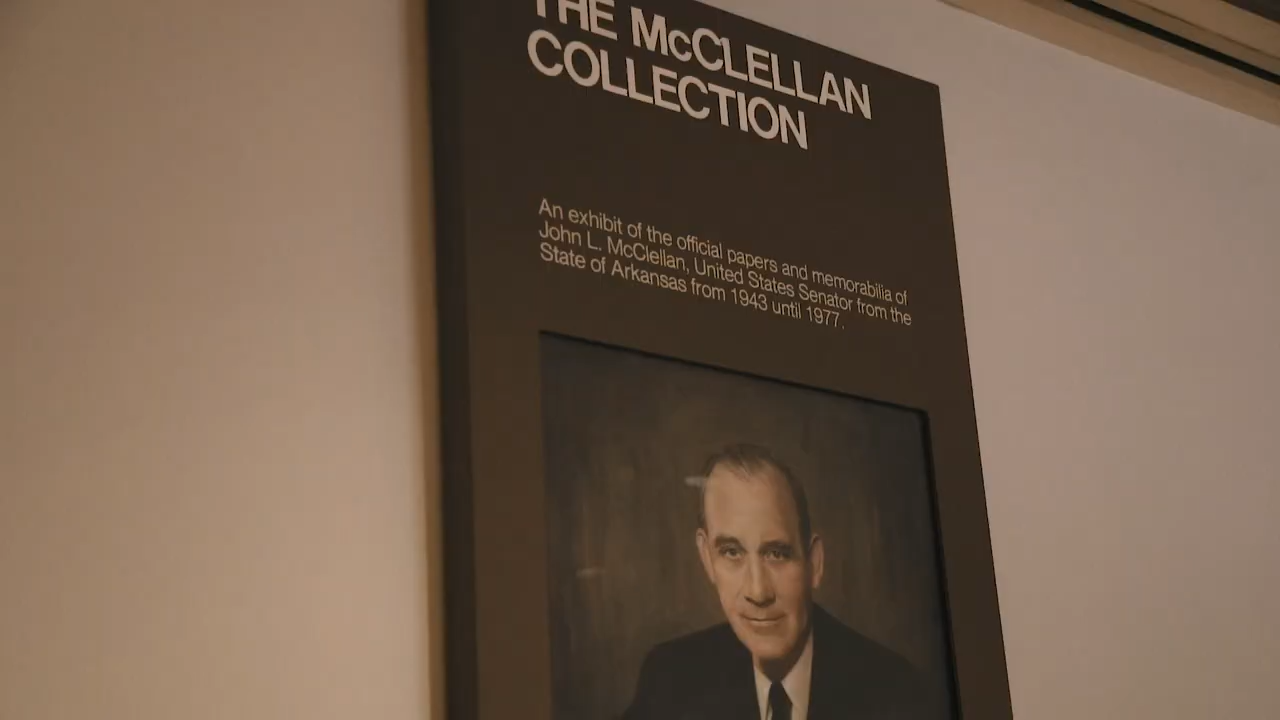 THE McCLELLAN
COLLECTION
An exhibit of the official papers and memorabilia of
John L. McClellan, United States Senator from the
State of Arkansas from 1943 until 1977.